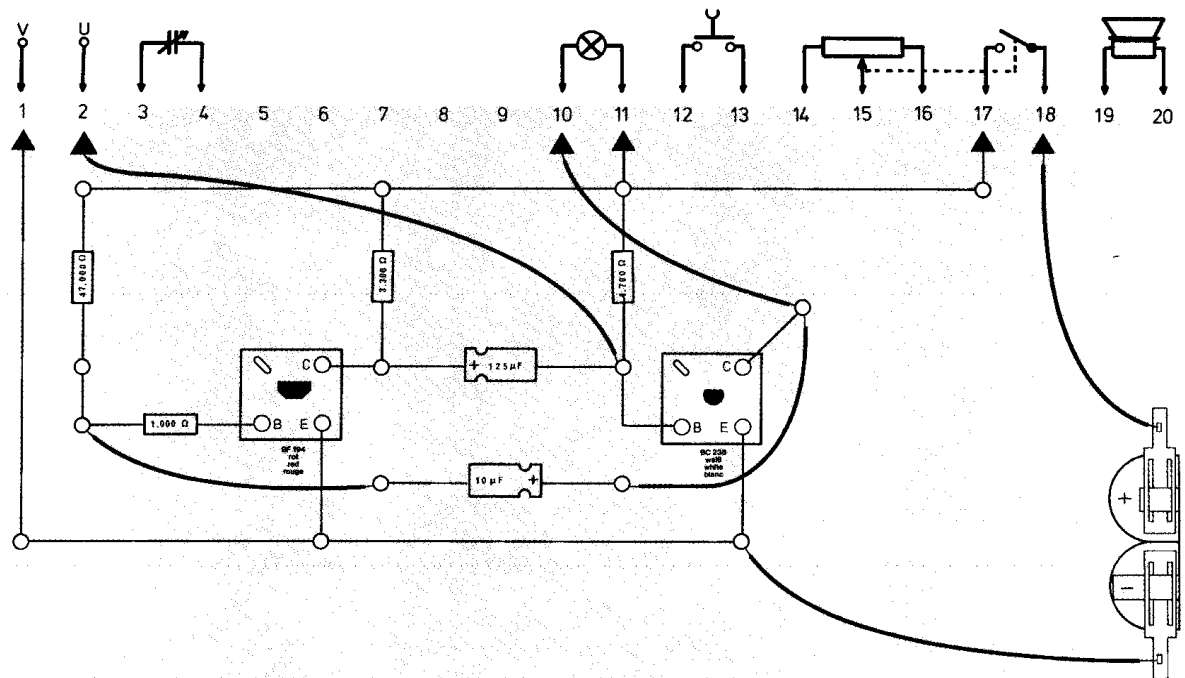 V U
1 2 3 4 5 6 7 8 9 10 11 12 13 14 15 16 17 18 19 20
47.000 Ω
3.300 Ω
4.700 Ω
C
+ 125µF
C
1.000 Ω
B E
B E
BF 194
rot
red
rouge
BC 238
weiß
white
blanc
10 µF +
+
−